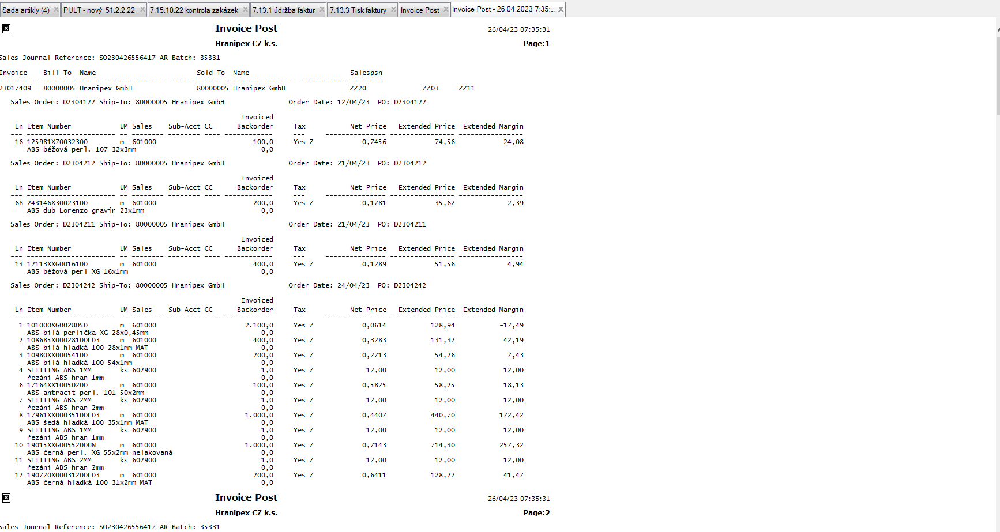 Sada artikly (4) PULT - nový 51.2.2.22 7.15.10.22 kontrola zakázek 7.13.1 údržba faktur 7.13.3 Tisk faktury Invoice Post Invoice Post - 26.04.2023 7:35:...
Invoice Post 26/04/23 07:35:31
Hranipex CZ k.s. Page:1
Sales Journal Reference: SO230426556417 AR Batch: 35331
Invoice Bill To Name Sold-To Name Salespsn
-------- -------- ---------------------------- -------- ---------------------------- --------
23017409 80000005 Hranipex GmbH 80000005 Hranipex GmbH ZZ20 ZZ03 ZZ11
Sales Order: D2304122 Ship-To: 80000005 Hranipex GmbH Order Date: 12/04/23 PO: D2304122
Invoiced
Ln Item Number UM Sales Sub-Acct CC Backorder Tax Net Price Extended Price Extended Margin
--- ---------------------- -- -------- -------- ---- ------------ --- --------------- ---------------- ----------------
16 125981X70032300 m 601000 100,0 Yes Z 0,7456 74,56 24,08
ABS béžová perl. 107 32x3mm 0,0
Sales Order: D2304212 Ship-To: 80000005 Hranipex GmbH Order Date: 21/04/23 PO: D2304212
Invoiced
Ln Item Number UM Sales Sub-Acct CC Backorder Tax Net Price Extended Price Extended Margin
--- ---------------------- -- -------- -------- ---- ------------ --- --------------- ---------------- ----------------
68 243146X30023100 m 601000 200,0 Yes Z 0,1781 35,62 2,39
ABS dub Lorenzo gravír 23x1mm 0,0
Sales Order: D2304211 Ship-To: 80000005 Hranipex GmbH Order Date: 21/04/23 PO: D2304211
Invoiced
Ln Item Number UM Sales Sub-Acct CC Backorder Tax Net Price Extended Price Extended Margin
--- ---------------------- -- -------- -------- ---- ------------ --- --------------- ---------------- ----------------
13 12113XXG0016100 m 601000 400,0 Yes Z 0,1289 51,56 4,94
ABS béžová perl XG 16x1mm 0,0
Sales Order: D2304242 Ship-To: 80000005 Hranipex GmbH Order Date: 24/04/23 PO: D2304242
Invoiced
Ln Item Number UM Sales Sub-Acct CC Backorder Tax Net Price Extended Price Extended Margin
--- ---------------------- -- -------- -------- ---- ------------ --- --------------- ---------------- ----------------
1 101000XG0028050 m 601000 2.100,0 Yes Z 0,0614 128,94 -17,49
ABS bílá perlička XG 28x0,45mm 0,0
2 108685X00028100L03 m 601000 400,0 Yes Z 0,3283 131,32 42,19
ABS bílá hladká 100 28x1mm MAT 0,0
3 10980XX00054100 m 601000 200,0 Yes Z 0,2713 54,26 7,43
ABS bílá hladká 100 54x1mm 0,0
4 SLITTING ABS 1MM ks 602900 1,0 Yes Z 12,00 12,00 12,00
řezání ABS hran 1mm 0,0
6 17164XX10050200 m 601000 100,0 Yes Z 0,5825 58,25 18,13
ABS antracit perl. 101 50x2mm 0,0
7 SLITTING ABS 2MM ks 602900 1,0 Yes Z 12,00 12,00 12,00
řezání ABS hran 2mm 0,0
8 17961XX00035100L03 m 601000 1.000,0 Yes Z 0,4407 440,70 172,42
ABS šedá hladká 100 35x1mm MAT 0,0
9 SLITTING ABS 1MM ks 602900 1,0 Yes Z 12,00 12,00 12,00
řezání ABS hran 1mm 0,0
10 19015XXG0055200UN m 601000 1.000,0 Yes Z 0,7143 714,30 257,32
ABS černá perl. XG 55x2mm nelakovaná 0,0
11 SLITTING ABS 2MM ks 602900 1,0 Yes Z 12,00 12,00 12,00
řezání ABS hran 2mm 0,0
12 190720X00031200L03 m 601000 200,0 Yes Z 0,6411 128,22 41,47
ABS černá hladká 100 31x2mm MAT 0,0
Invoice Post 26/04/23 07:35:31
Hranipex CZ k.s. Page:2
Sales Journal Reference: SO230426556417 AR Batch: 35331